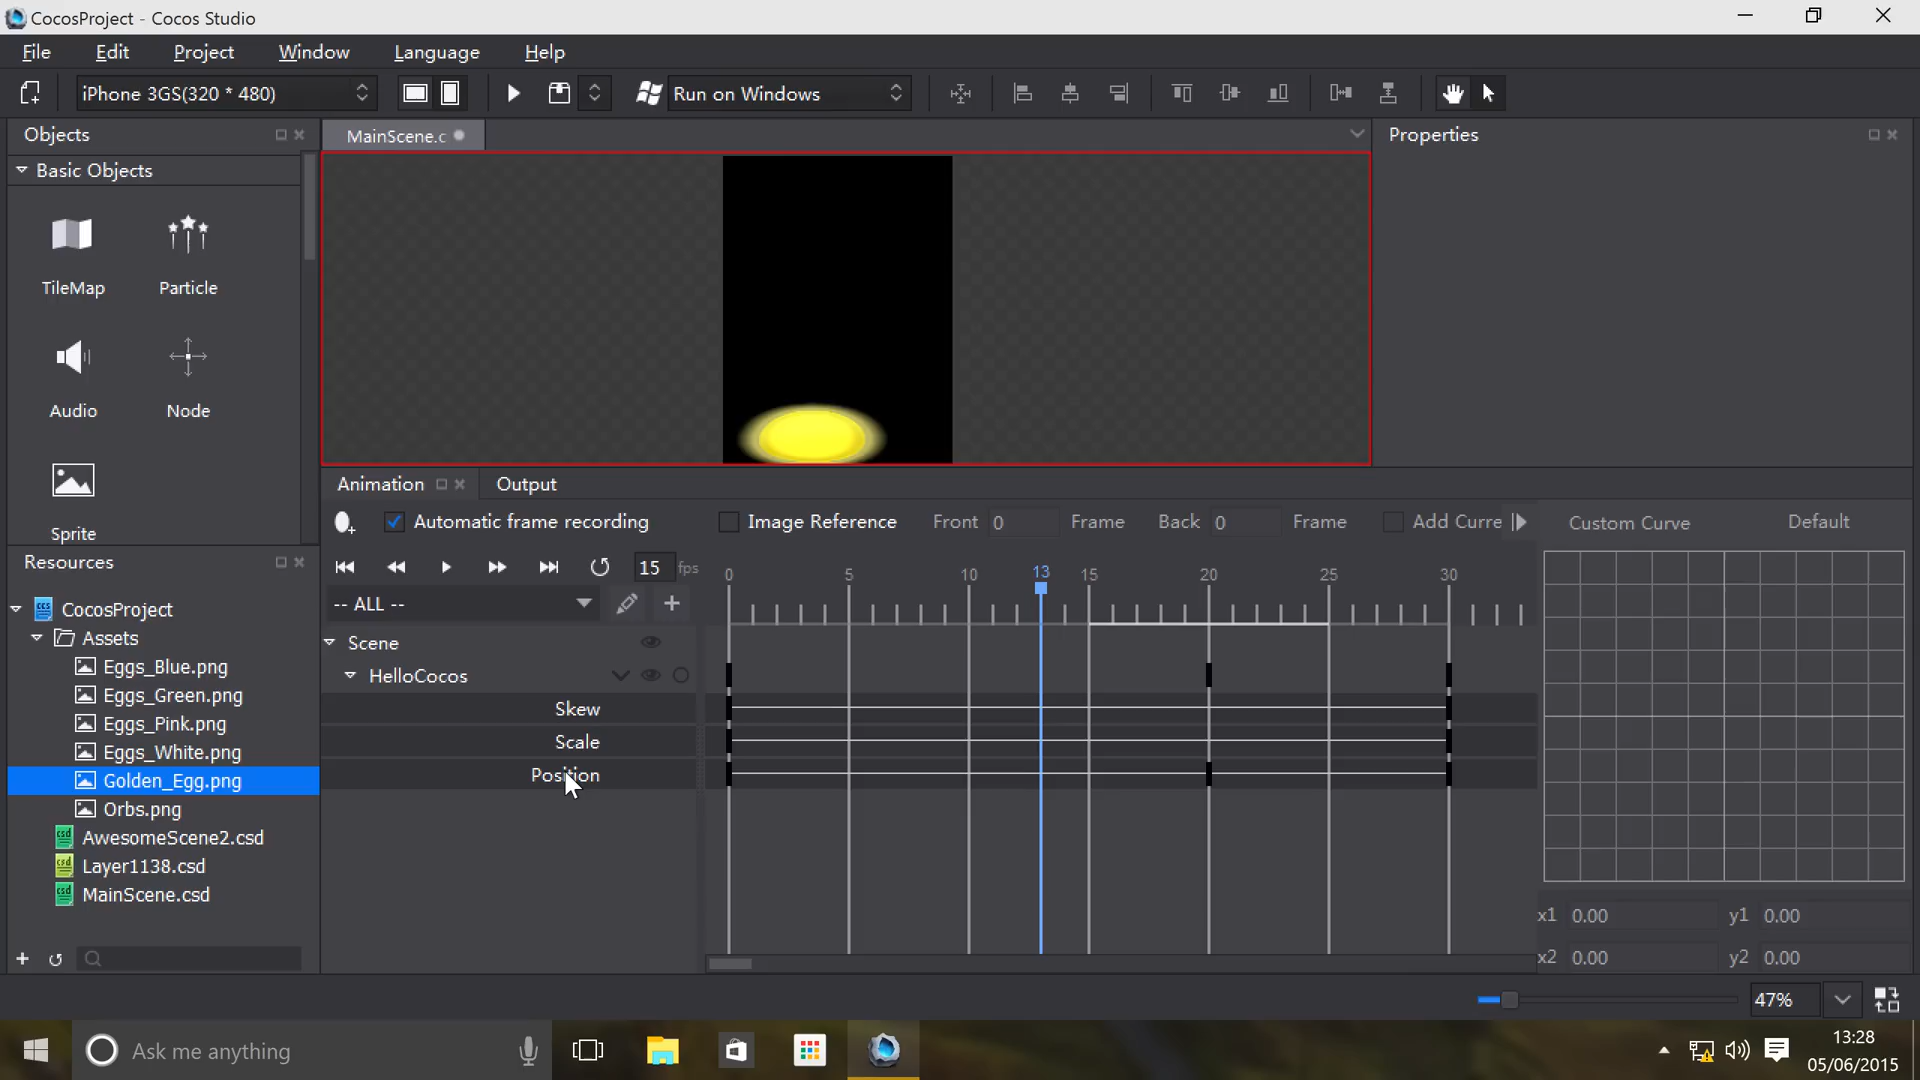 CocosProject - Cocos Studio
File Edit Project Window Language Help
iPhone 3GS(320 * 480)
Run on Windows
Objects
MainScene.c
Properties
Basic Objects
TileMap
Particle
Audio
Node
Sprite
Animation
Output
Automatic frame recording
Image Reference
Front 0 Frame
Back 0 Frame
Add Curre
Custom Curve
Default
Resources
15 fps
0 5 10 13 15 20 25 30
-- ALL --
CocosProject
Assets
Eggs_Blue.png
Eggs_Green.png
Eggs_Pink.png
Eggs_White.png
Golden_Egg.png
Orbs.png
AwesomeScene2.csd
Layer1138.csd
MainScene.csd
Scene
HelloCocos
Skew
Scale
Position
x1 0.00 y1 0.00
x2 0.00 y2 0.00
47%
Ask me anything
13:28
05/06/2015